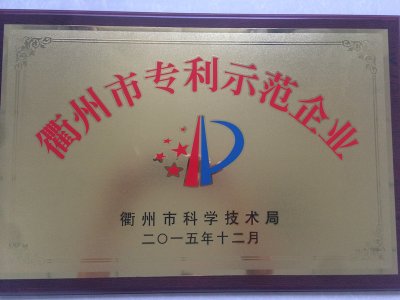 衢州市专利示范企业
衢州市科学技术局
二〇一五年十二月